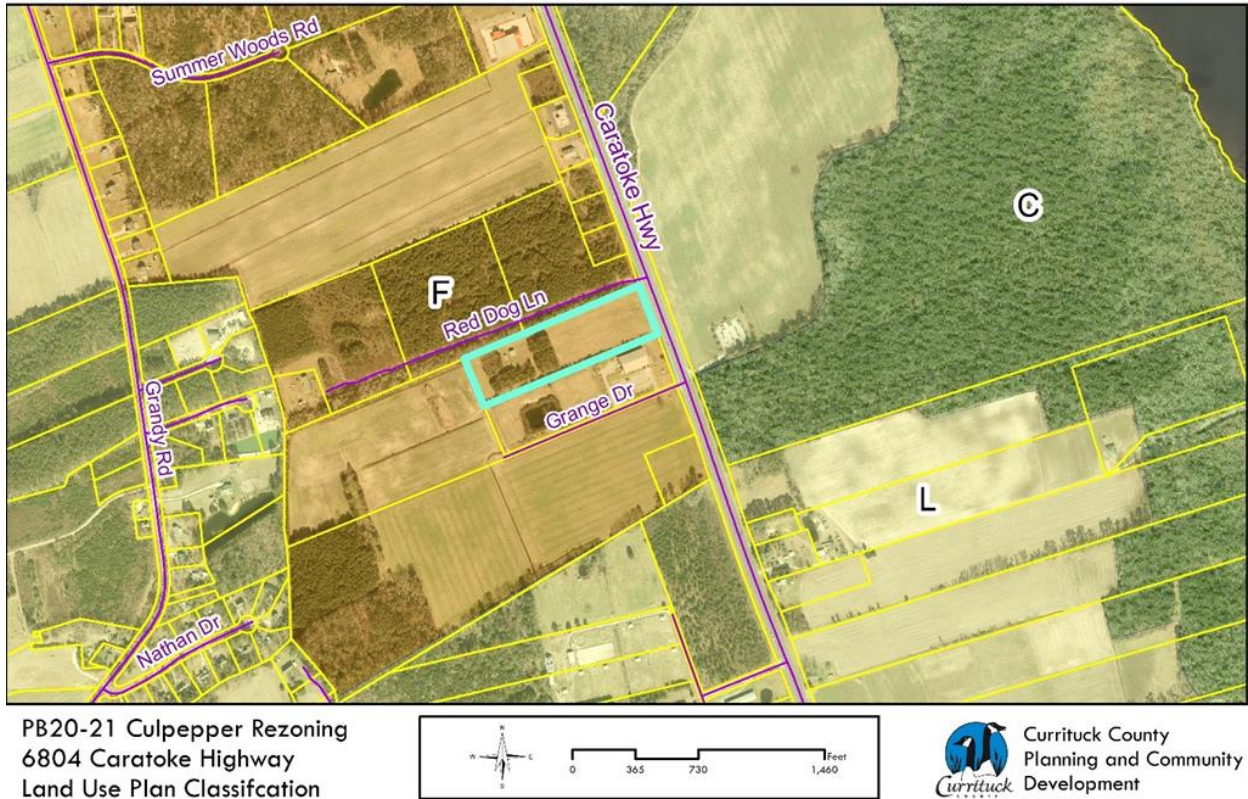 Summer Woods Rd
Caratoke Hwy
C
F
Red Dog Ln
Grange Dr
Grandy Rd
L
Nathan Dr
PB20-21 Culpepper Rezoning
6804 Caratoke Highway
Land Use Plan Classifcation
N
W E
S
0 365 730 1,460
Feet
Currituck
COUNTY
Currituck County
Planning and Community
Development